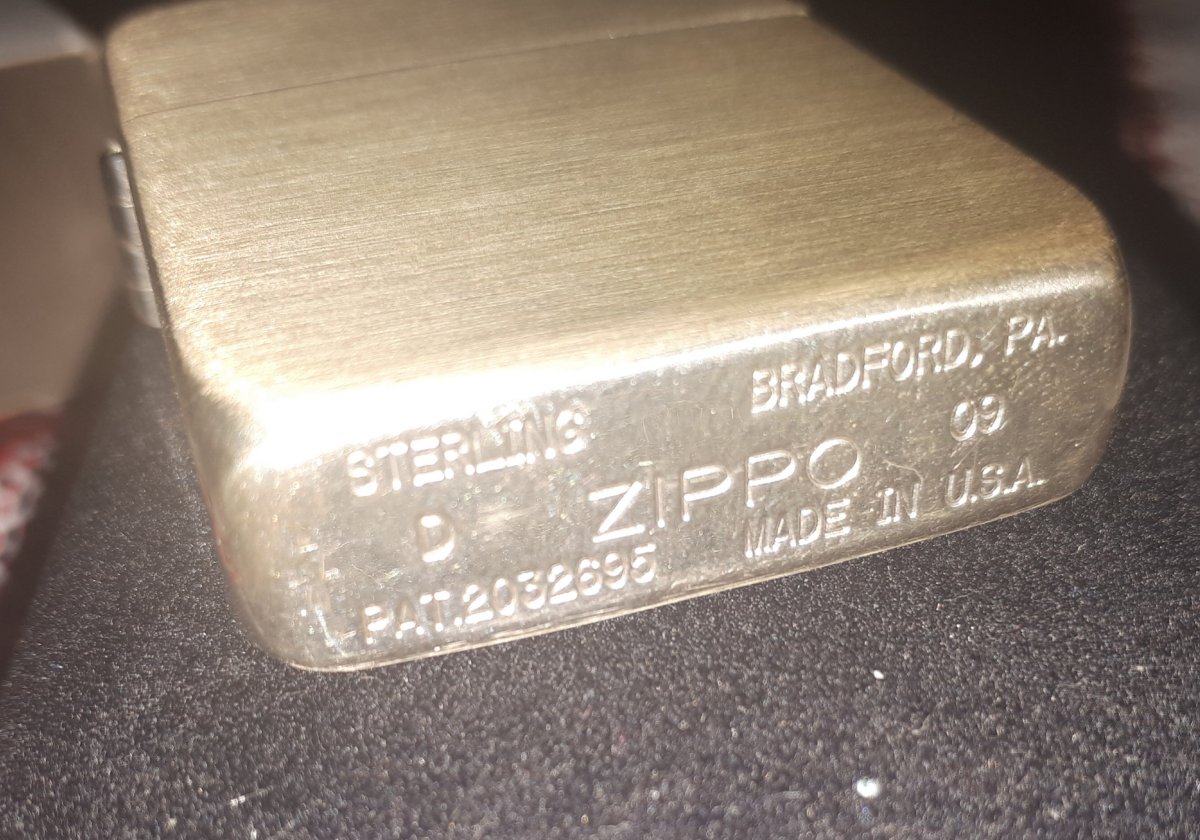 STERLING BRADFORD, PA.
D ZIPPO 09
PAT.2032695 MADE IN U.S.A.